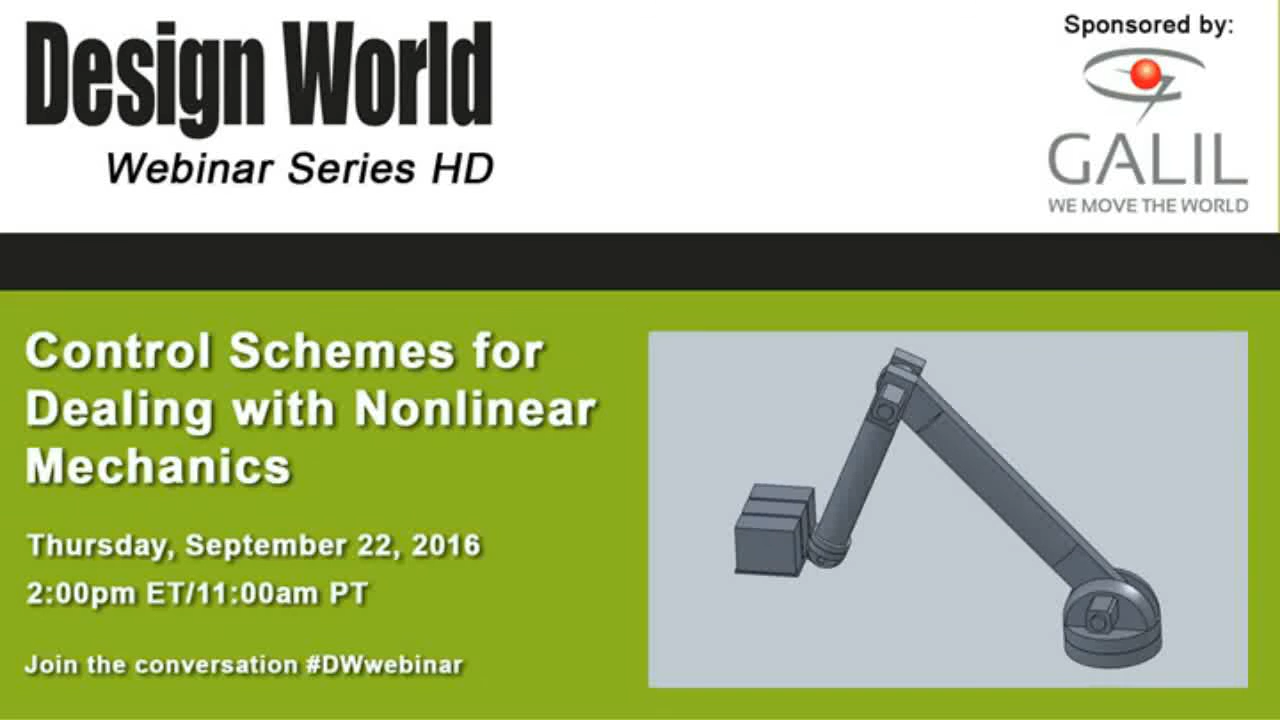 Design World
Webinar Series HD
Sponsored by:
GALIL
WE MOVE THE WORLD
Control Schemes for
Dealing with Nonlinear
Mechanics
Thursday, September 22, 2016
2:00pm ET/11:00am PT
Join the conversation #DWwebinar